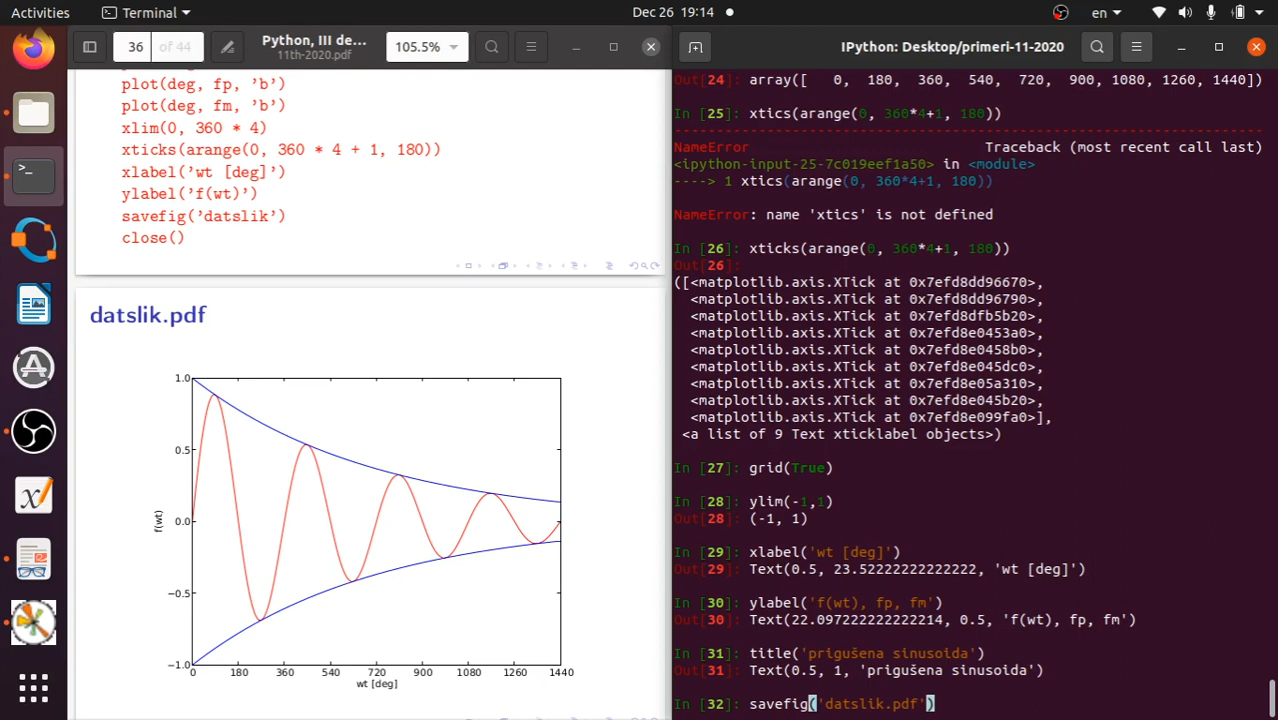 Activities
Terminal
Dec 26 19:14
en
36 of 44
Python, III de...
11th-2020.pdf
105.5%
plot(deg, fp, 'b')
plot(deg, fm, 'b')
xlim(0, 360 * 4)
xticks(arange(0, 360 * 4 + 1, 180))
xlabel('wt [deg]')
ylabel('f(wt)')
savefig('datslik')
close()
datslik.pdf
1.0
0.5
0.0
−0.5
−1.0
f(wt)
0 180 360 540 720 900 1080 1260 1440
wt [deg]
IPython: Desktop/primeri-11-2020
Out[24]: array([ 0, 180, 360, 540, 720, 900, 1080, 1260, 1440])
In [25]: xtics(arange(0, 360*4+1, 180))
---------------------------------------------------------------------------
NameError Traceback (most recent call last)
<ipython-input-25-7c019eef1a50> in <module>
----> 1 xtics(arange(0, 360*4+1, 180))
NameError: name 'xtics' is not defined
In [26]: xticks(arange(0, 360*4+1, 180))
Out[26]:
([<matplotlib.axis.XTick at 0x7efd8dd96670>,
<matplotlib.axis.XTick at 0x7efd8dd96790>,
<matplotlib.axis.XTick at 0x7efd8dfb5b20>,
<matplotlib.axis.XTick at 0x7efd8e0453a0>,
<matplotlib.axis.XTick at 0x7efd8e0458b0>,
<matplotlib.axis.XTick at 0x7efd8e045dc0>,
<matplotlib.axis.XTick at 0x7efd8e05a310>,
<matplotlib.axis.XTick at 0x7efd8e045b20>,
<matplotlib.axis.XTick at 0x7efd8e099fa0>],
<a list of 9 Text xticklabel objects>)
In [27]: grid(True)
In [28]: ylim(-1,1)
Out[28]: (-1, 1)
In [29]: xlabel('wt [deg]')
Out[29]: Text(0.5, 23.52222222222222, 'wt [deg]')
In [30]: ylabel('f(wt), fp, fm')
Out[30]: Text(22.097222222222214, 0.5, 'f(wt), fp, fm')
In [31]: title('prigušena sinusoida')
Out[31]: Text(0.5, 1, 'prigušena sinusoida')
In [32]: savefig('datslik.pdf')